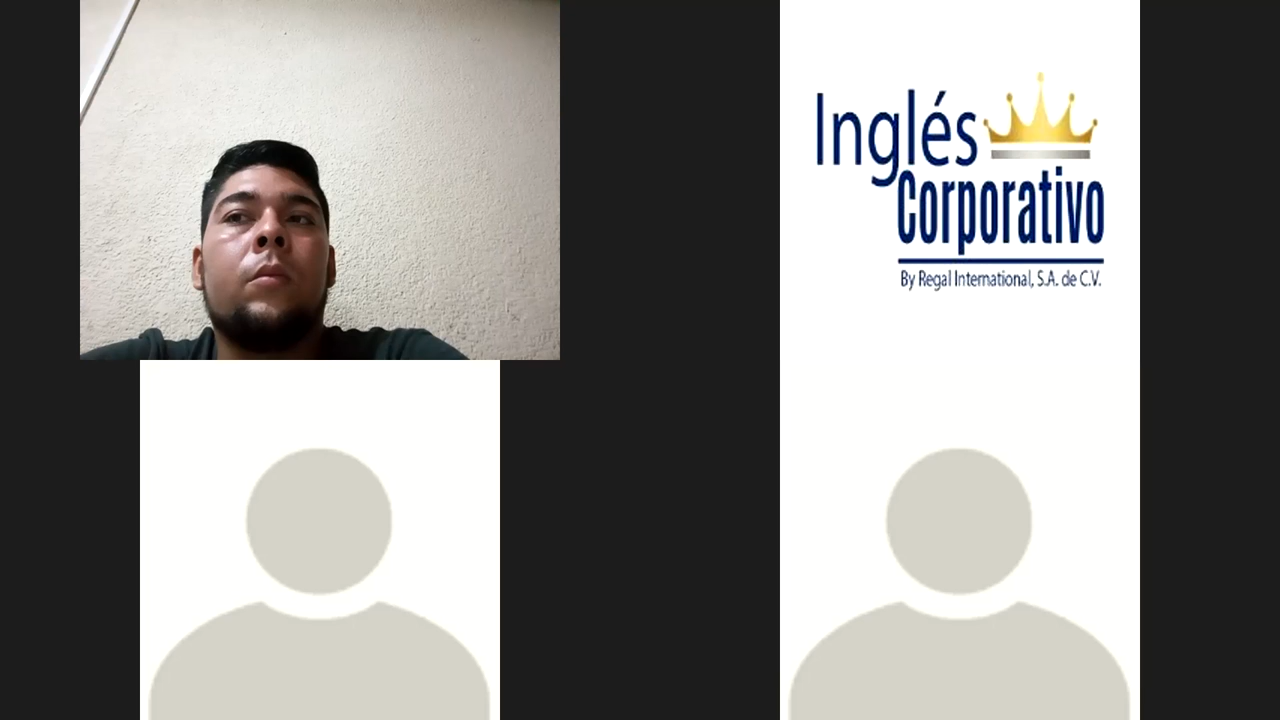 Inglés
Corporativo
By Regal International, S.A. de C.V.